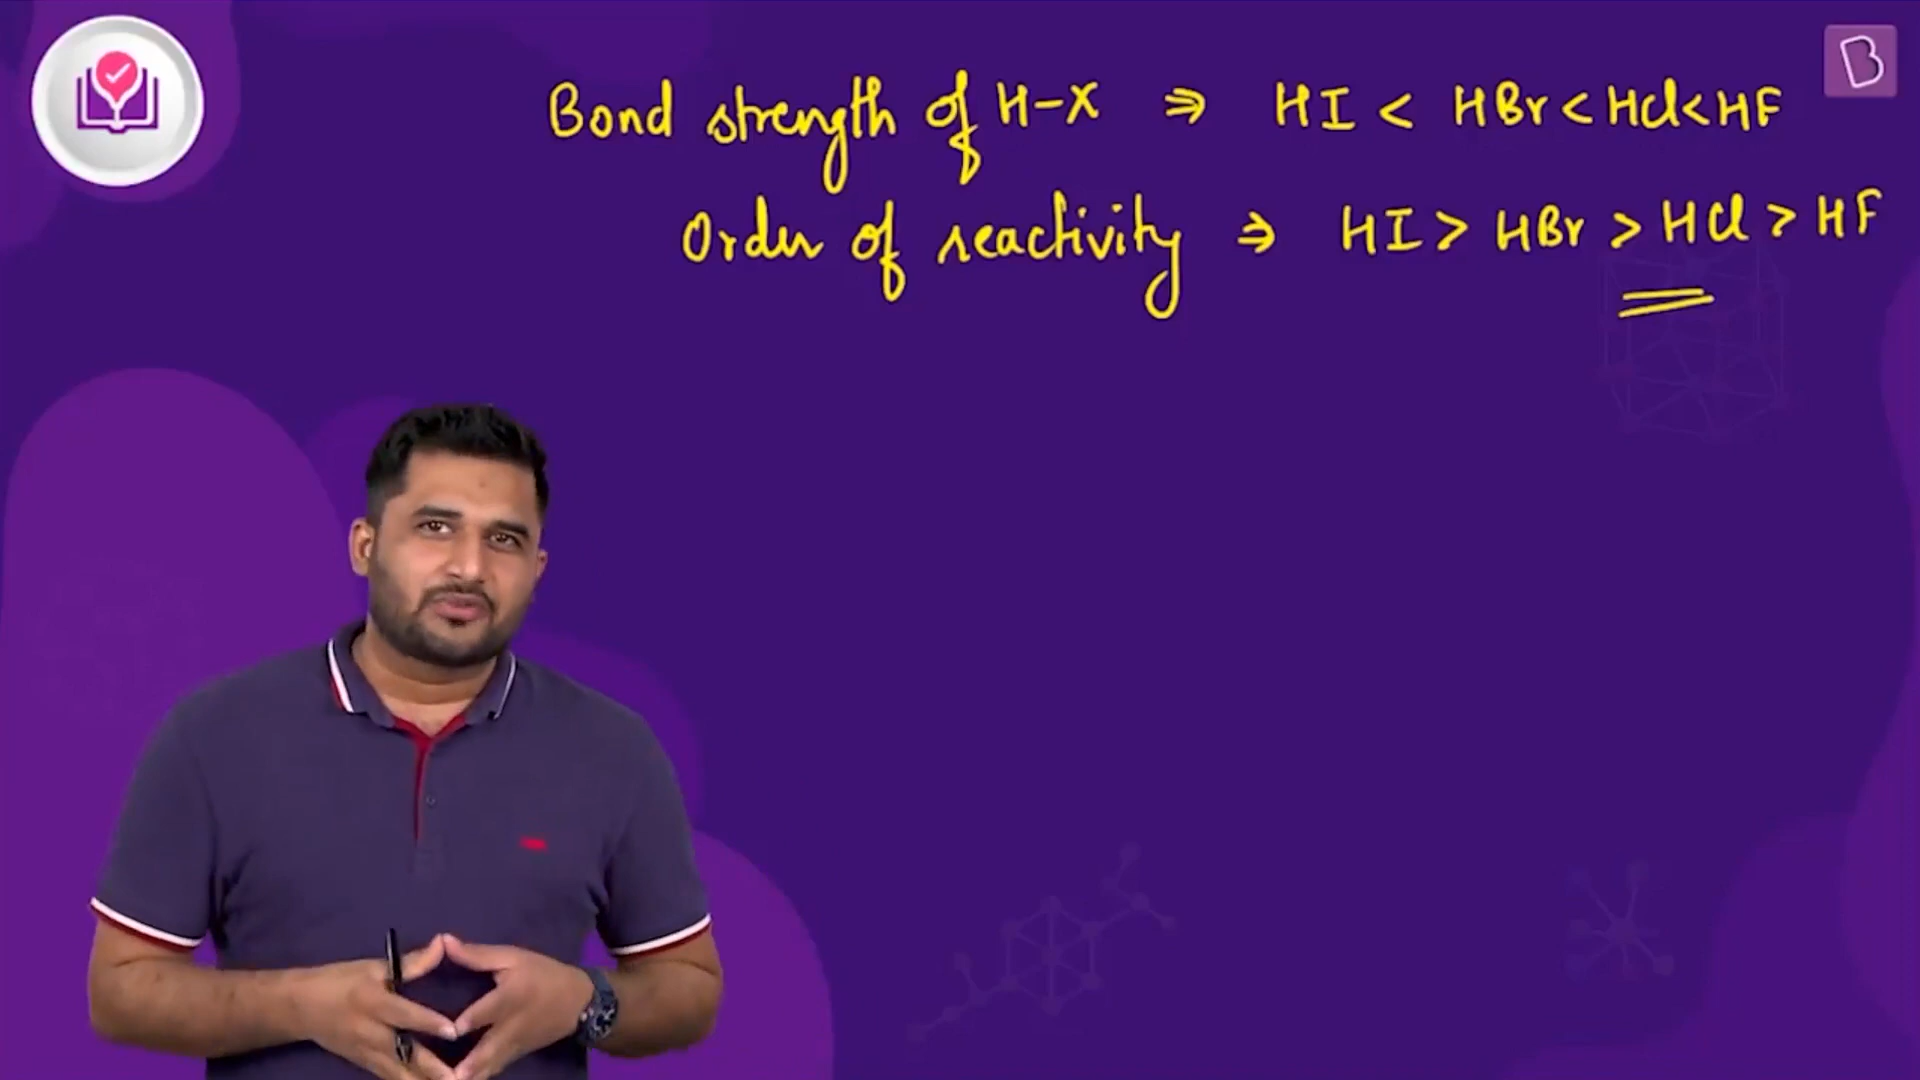 Bond strength of H-X ⇒ HI < HBr < HCl < HF
Order of reactivity ⇒ HI > HBr > HCl > HF